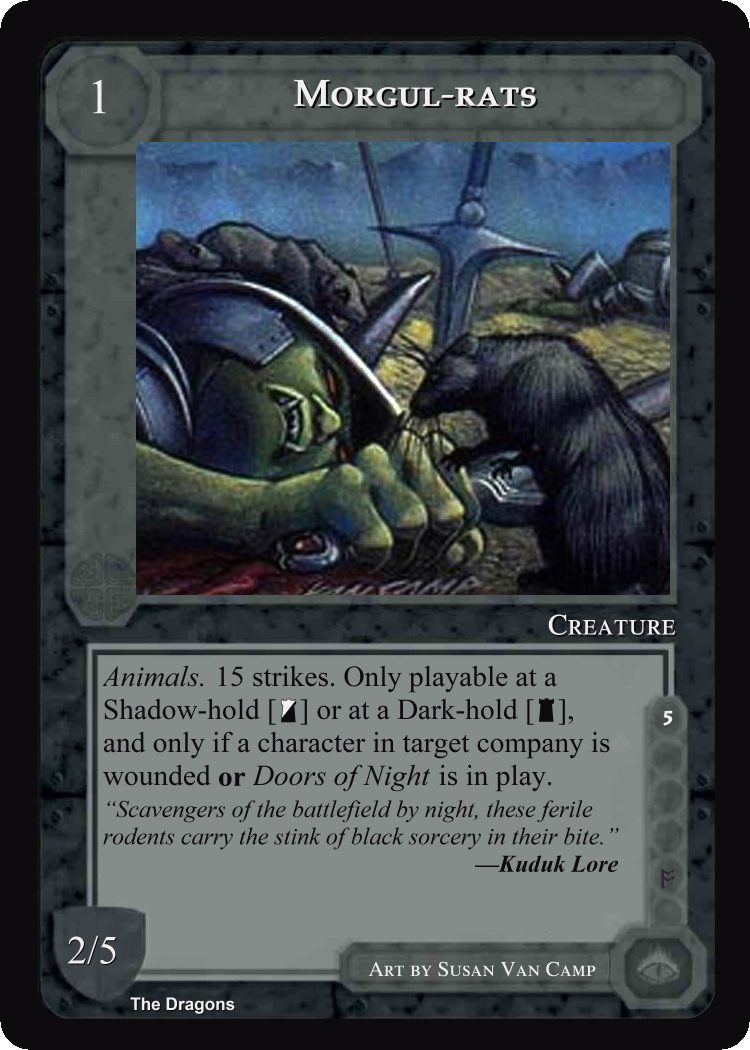 1
Morgul-rats
VAN CAMP
Creature
Animals. 15 strikes. Only playable at a
Shadow-hold [] or at a Dark-hold [],
and only if a character in target company is
wounded or Doors of Night is in play.
“Scavengers of the battlefield by night, these ferile
rodents carry the stink of black sorcery in their bite.”
—Kuduk Lore
5
2/5
Art by Susan Van Camp
The Dragons